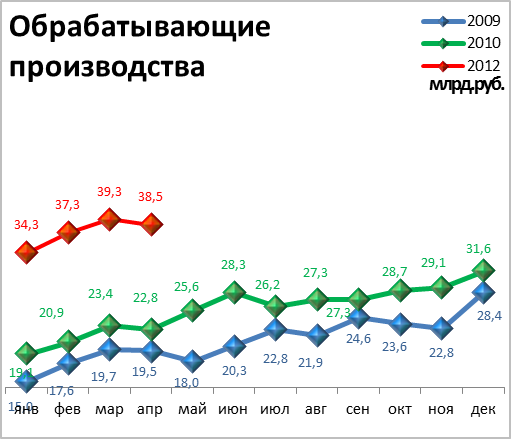 Обрабатывающие
производства
2009
2010
2012
млрд.руб.
34,3 37,3 39,3 38,5
19,1 20,9 23,4 22,8 25,6 28,3 26,2 27,3 27,3 28,7 29,1 31,6
15,0 17,6 19,7 19,5 18,0 20,3 22,8 21,9 24,6 23,6 22,8 28,4
янв фев мар апр май июн июл авг сен окт ноя дек